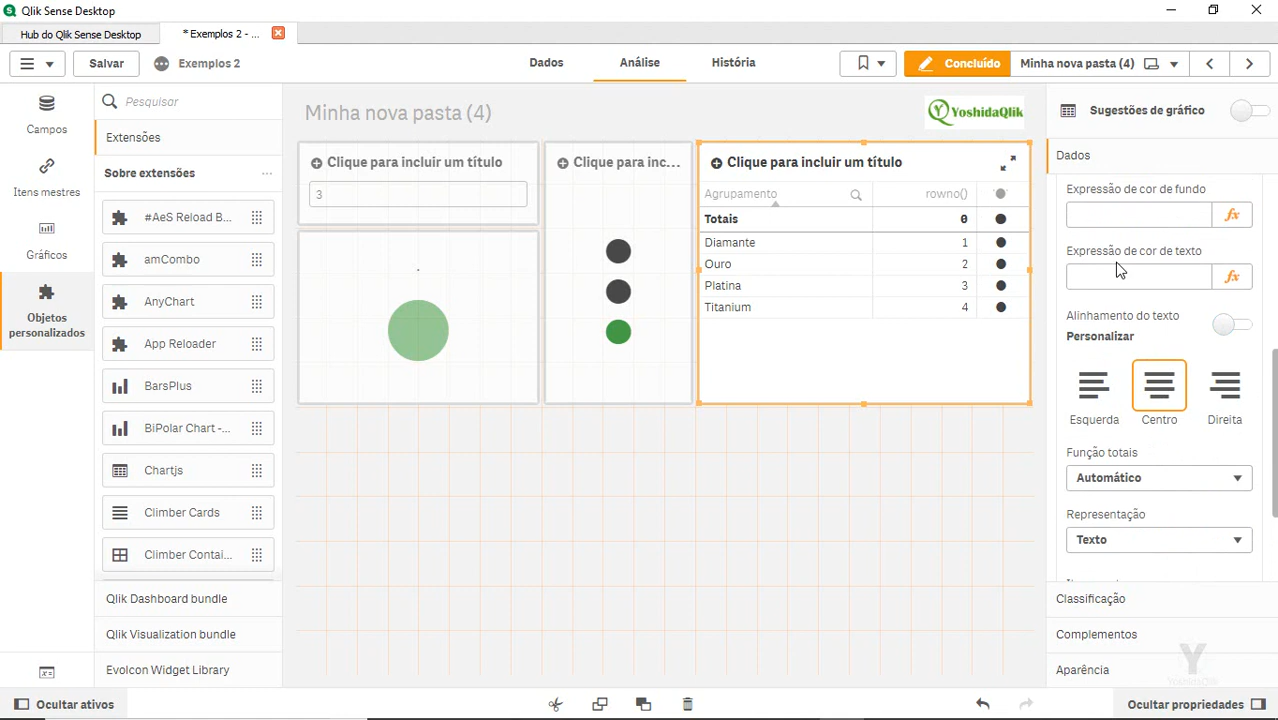 Qlik Sense Desktop
Hub do Qlik Sense Desktop
* Exemplos 2 - ...
Salvar
Exemplos 2
Dados
Análise
História
Concluído
Minha nova pasta (4)
Campos
Itens mestres
Gráficos
Objetos
personalizados
Pesquisar
Extensões
Sobre extensões
#AeS Reload B...
amCombo
AnyChart
App Reloader
BarsPlus
BiPolar Chart -...
Chartjs
Climber Cards
Climber Contai...
Qlik Dashboard bundle
Qlik Visualization bundle
Evolcon Widget Library
Minha nova pasta (4)
YoshidaQlik
Clique para incluir um título
3
Clique para inc...
Clique para incluir um título
Agrupamento rowno()
Totais 0
Diamante 1
Ouro 2
Platina 3
Titanium 4
Sugestões de gráfico
Dados
Expressão de cor de fundo
fx
Expressão de cor de texto
fx
Alinhamento do texto
Personalizar
Esquerda Centro Direita
Função totais
Automático
Representação
Texto
Classificação
Complementos
Aparência
YoshidaQlik
Ocultar ativos
Ocultar propriedades